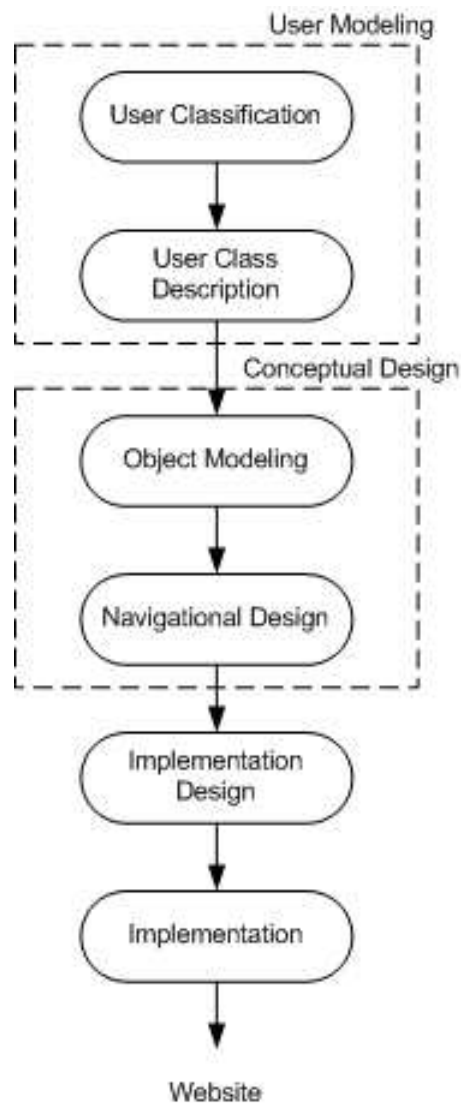 User Modeling
User Classification
User Class
Description
Conceptual Design
Object Modeling
Navigational Design
Implementation
Design
Implementation
Website